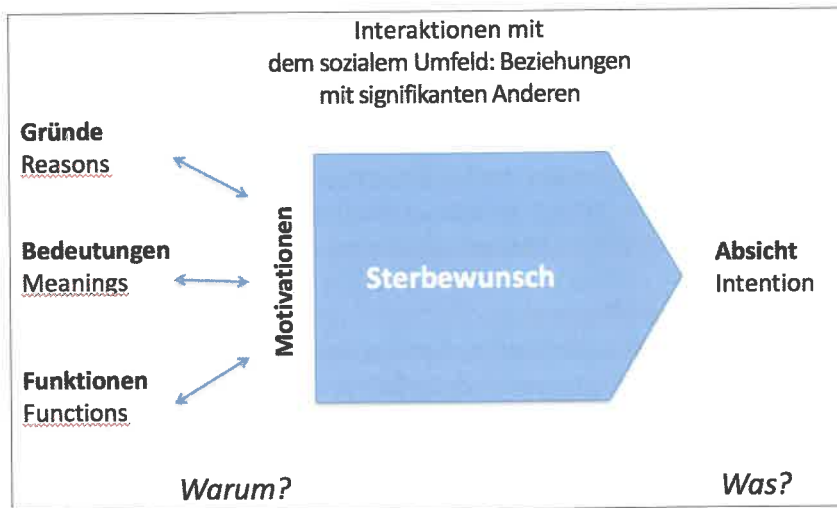 Interaktionen mit
dem sozialem Umfeld: Beziehungen
mit signifikanten Anderen
Gründe
Reasons
Bedeutungen
Meanings
Funktionen
Functions
Motivationen
Sterbewunsch
Absicht
Intention
Warum?
Was?